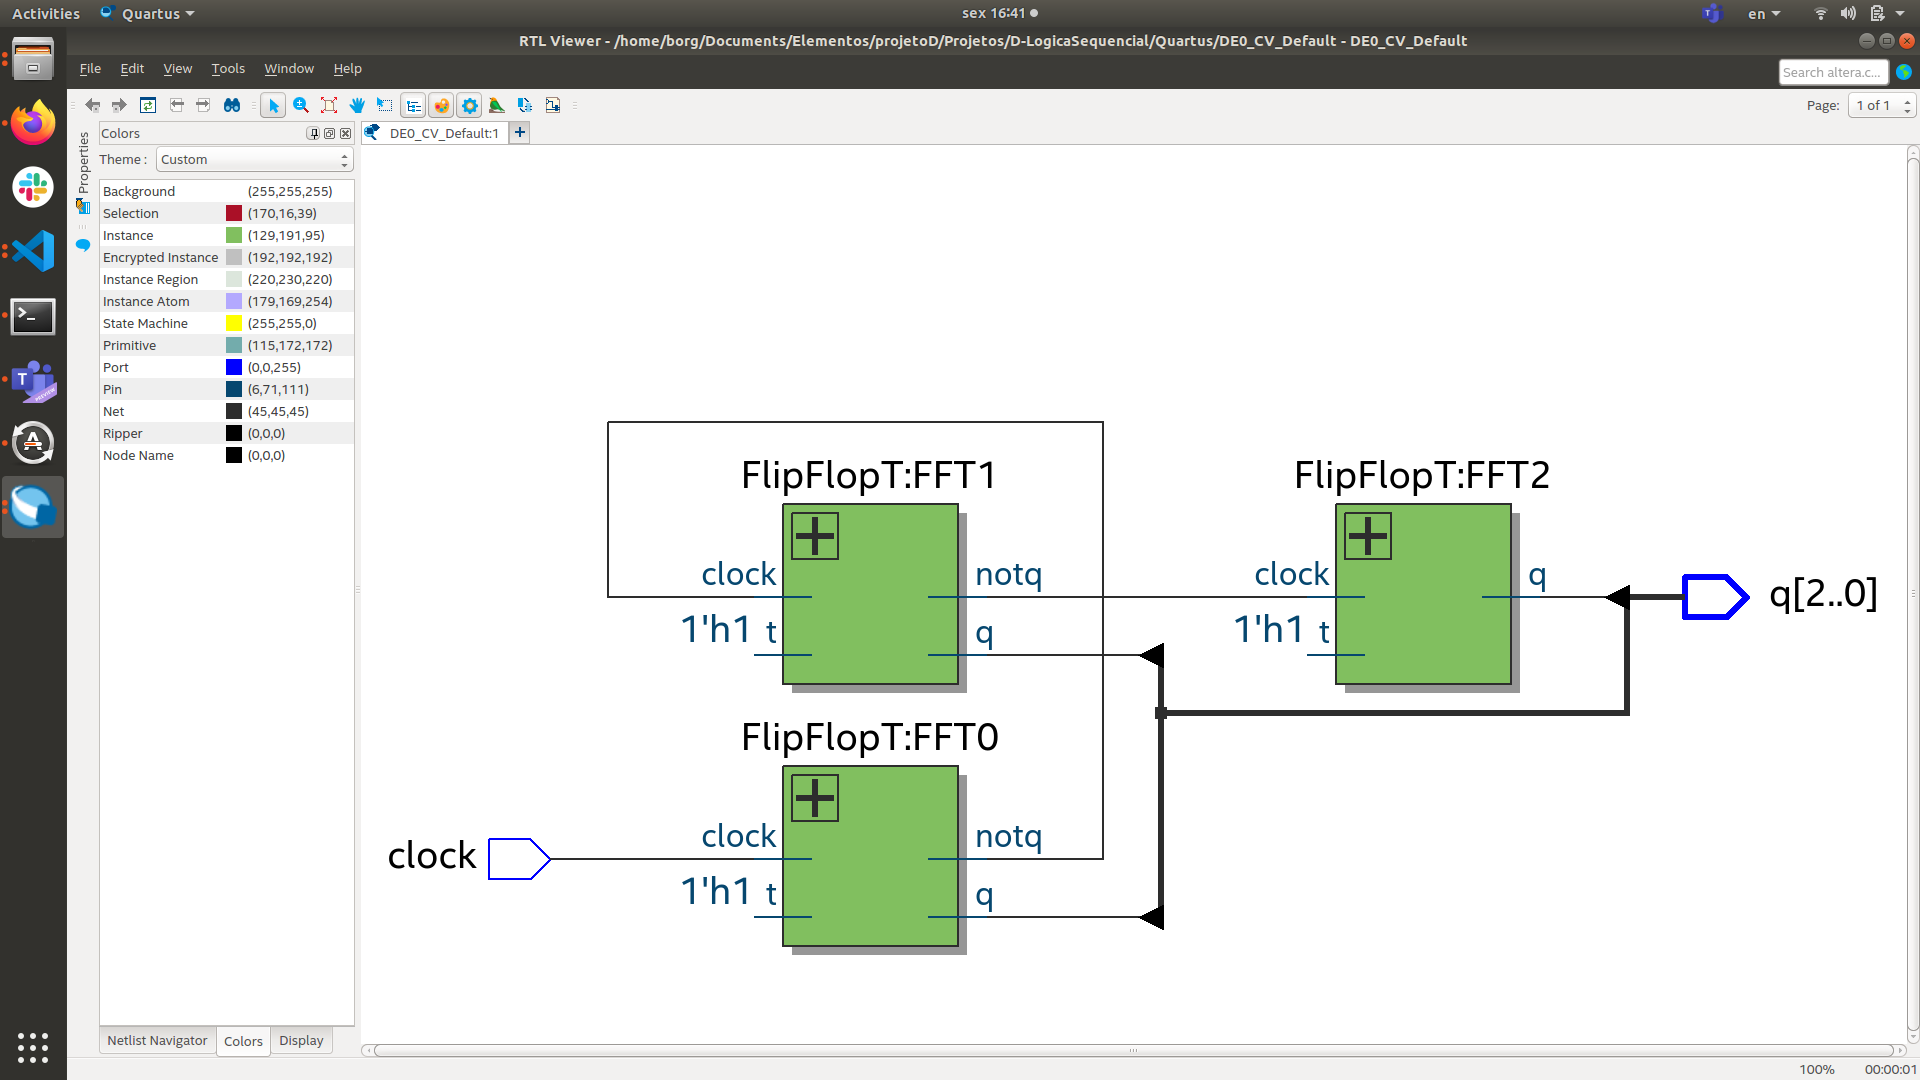 Activities Quartus sex 16:41 en
RTL Viewer - /home/borg/Documents/Elementos/projetoD/Projetos/D-LogicaSequencial/Quartus/DE0_CV_Default - DE0_CV_Default
File Edit View Tools Window Help Search altera.c...
Page: 1 of 1
Properties
Colors
DE0_CV_Default:1
Theme : Custom
Background (255,255,255)
Selection (170,16,39)
Instance (129,191,95)
Encrypted Instance (192,192,192)
Instance Region (220,230,220)
Instance Atom (179,169,254)
State Machine (255,255,0)
Primitive (115,172,172)
Port (0,0,255)
Pin (6,71,111)
Net (45,45,45)
Ripper (0,0,0)
Node Name (0,0,0)
FlipFlopT:FFT1 FlipFlopT:FFT2
clock notq clock q q[2..0]
1'h1 t q 1'h1 t
FlipFlopT:FFT0
clock clock notq
1'h1 t q
Netlist Navigator Colors Display
100% 00:00:01